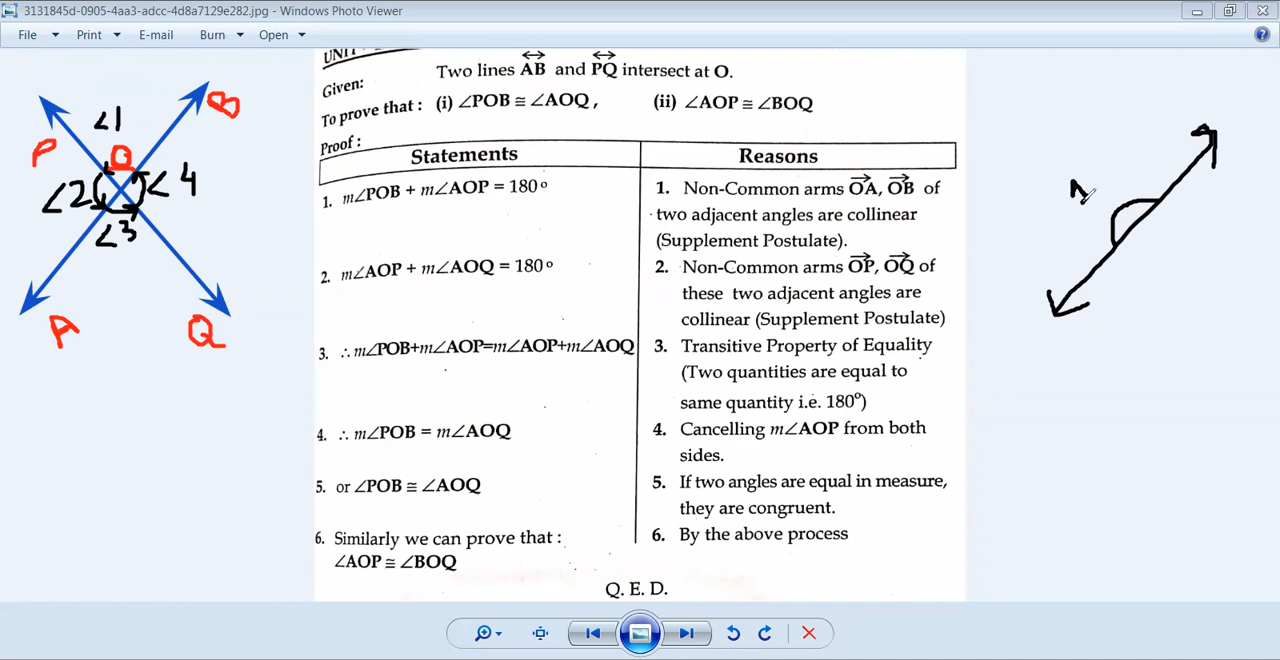 3131845d-0905-4aa3-adcc-4d8a7129e282.jpg - Windows Photo Viewer
File Print E-mail Burn Open
Given: Two lines AB and PQ intersect at O.
To prove that : (i) ∠POB ≅ ∠AOQ , (ii) ∠AOP ≅ ∠BOQ
Proof :
Statements Reasons
1. m∠POB + m∠AOP = 180°
1. Non-Common arms OA, OB of
two adjacent angles are collinear
(Supplement Postulate).
2. m∠AOP + m∠AOQ = 180°
2. Non-Common arms OP, OQ of
these two adjacent angles are
collinear (Supplement Postulate)
3. ∴ m∠POB+m∠AOP=m∠AOP+m∠AOQ
3. Transitive Property of Equality
(Two quantities are equal to
same quantity i.e. 180°)
4. ∴ m∠POB = m∠AOQ
4. Cancelling m∠AOP from both
sides.
5. or ∠POB ≅ ∠AOQ
5. If two angles are equal in measure,
they are congruent.
6. Similarly we can prove that :
∠AOP ≅ ∠BOQ
6. By the above process
Q. E. D.
∠1
B
P
O
∠2
∠4
∠3
A
Q